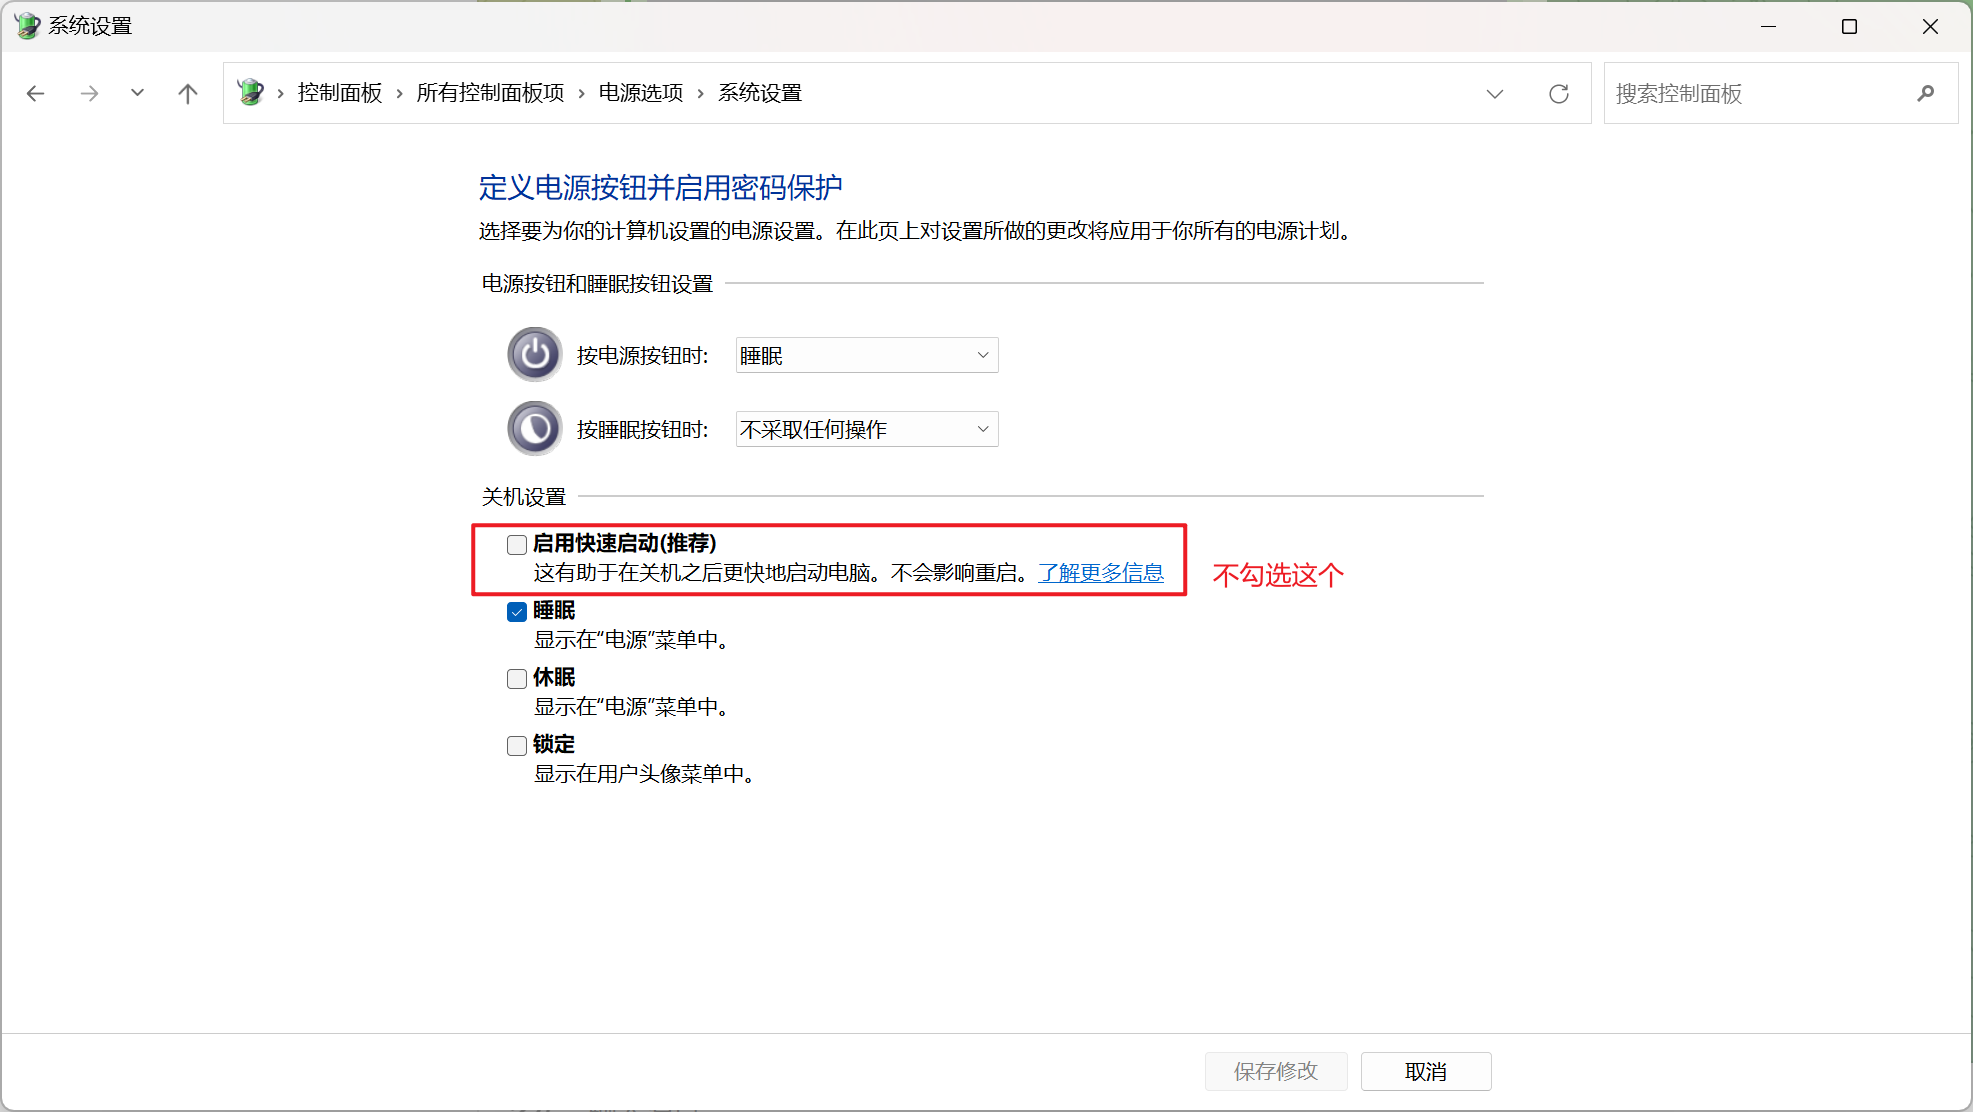 系统设置
控制面板 › 所有控制面板项 › 电源选项 › 系统设置
搜索控制面板
定义电源按钮并启用密码保护
选择要为你的计算机设置的电源设置。在此页上对设置所做的更改将应用于你所有的电源计划。
电源按钮和睡眠按钮设置
按电源按钮时: 睡眠
按睡眠按钮时: 不采取任何操作
关机设置
启用快速启动(推荐)
这有助于在关机之后更快地启动电脑。不会影响重启。了解更多信息
不勾选这个
睡眠
显示在“电源”菜单中。
休眠
显示在“电源”菜单中。
锁定
显示在用户头像菜单中。
保存修改 取消